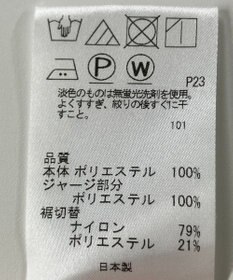 P W
P23
淡色のものは無蛍光洗剤を使用。
よくすすぎ、絞りの後すぐに干
すこと。
101
品質
本体 ポリエステル 100%
ジャージ部分
ポリエステル 100%
裾切替
ナイロン 79%
ポリエステル 21%
日本製